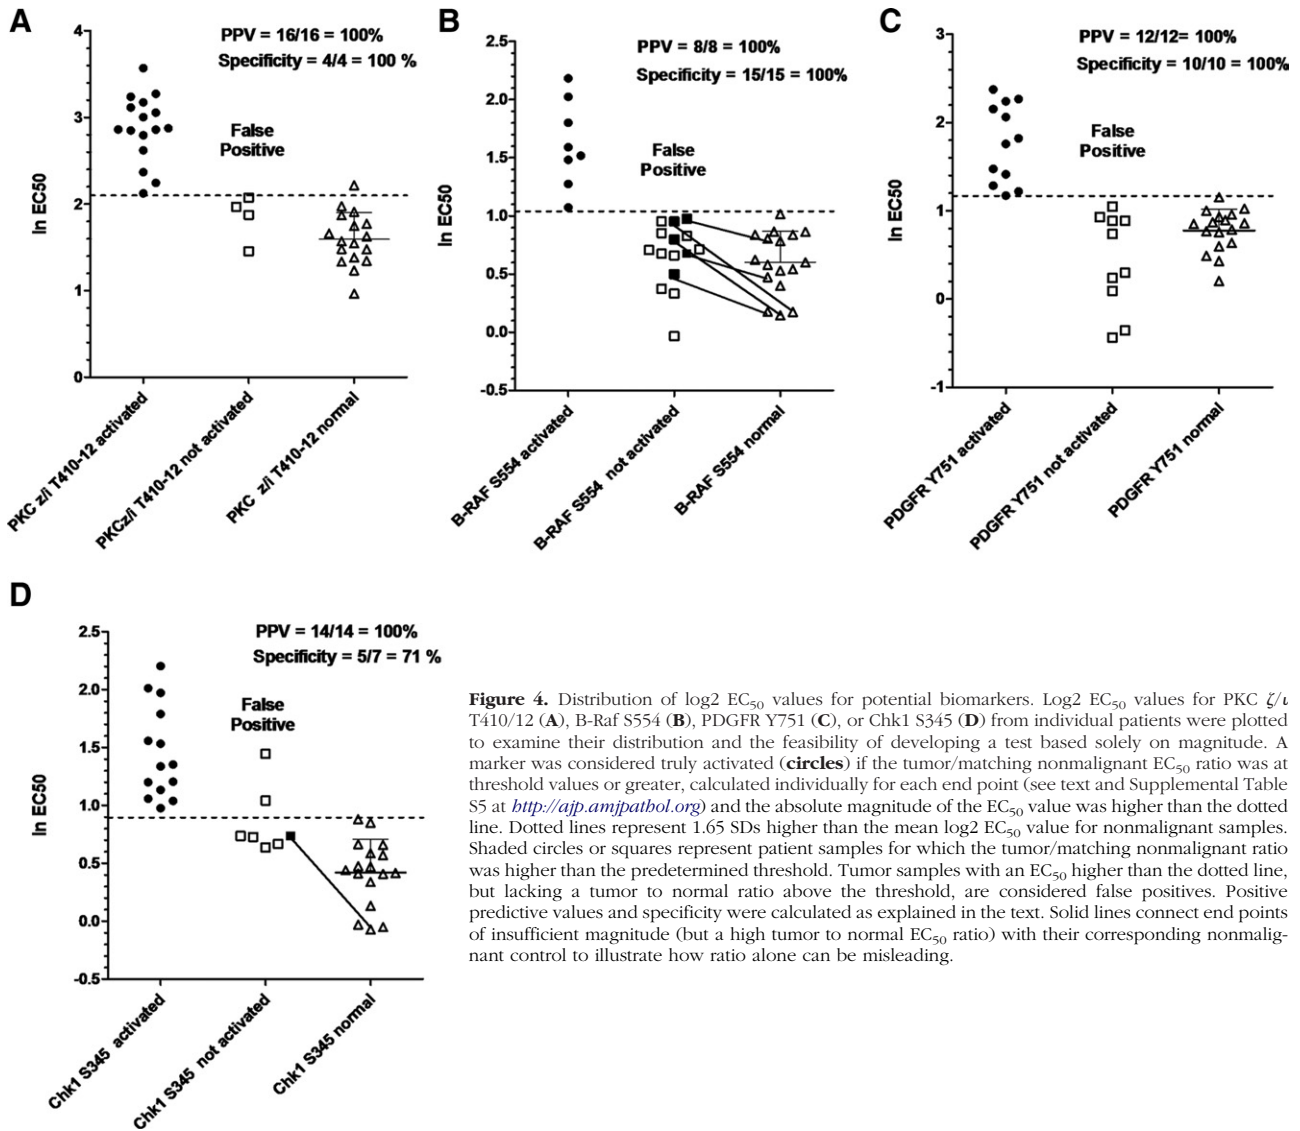 A
PPV = 16/16 = 100%
Specificity = 4/4 = 100 %
False
Positive
ln EC50
4
3
2
1
0
PKC z/i T410-12 activated
PKCz/i T410-12 not activated
PKC z/i T410-12 normal
B
PPV = 8/8 = 100%
Specificity = 15/15 = 100%
False
Positive
ln EC50
2.5
2.0
1.5
1.0
0.5
0.0
-0.5
B-RAF S554 activated
B-RAF S554 not activated
B-RAF S554 normal
C
PPV = 12/12= 100%
Specificity = 10/10 = 100%
False
Positive
ln EC50
3
2
1
0
-1
PDGFR Y751 activated
PDGFR Y751 not activated
PDGFR Y751 normal
D
PPV = 14/14 = 100%
Specificity = 5/7 = 71 %
False
Positive
ln EC50
2.5
2.0
1.5
1.0
0.5
0.0
-0.5
Chk1 S345 activated
Chk1 S345 not activated
Chk1 S345 normal
Figure 4. Distribution of log2 EC50 values for potential biomarkers. Log2 EC50 values for PKC ζ/ι
T410/12 (A), B-Raf S554 (B), PDGFR Y751 (C), or Chk1 S345 (D) from individual patients were plotted
to examine their distribution and the feasibility of developing a test based solely on magnitude. A
marker was considered truly activated (circles) if the tumor/matching nonmalignant EC50 ratio was at
threshold values or greater, calculated individually for each end point (see text and Supplemental Table
S5 at http://ajp.amjpathol.org) and the absolute magnitude of the EC50 value was higher than the dotted
line. Dotted lines represent 1.65 SDs higher than the mean log2 EC50 value for nonmalignant samples.
Shaded circles or squares represent patient samples for which the tumor/matching nonmalignant ratio
was higher than the predetermined threshold. Tumor samples with an EC50 higher than the dotted line,
but lacking a tumor to normal ratio above the threshold, are considered false positives. Positive
predictive values and specificity were calculated as explained in the text. Solid lines connect end points
of insufficient magnitude (but a high tumor to normal EC50 ratio) with their corresponding nonmalig-
nant control to illustrate how ratio alone can be misleading.